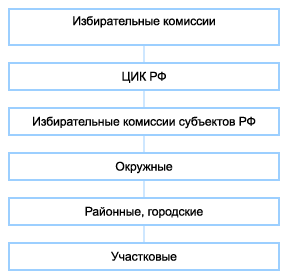 Избирательные комиссии
ЦИК РФ
Избирательные комиссии субъектов РФ
Окружные
Районные, городские
Участковые